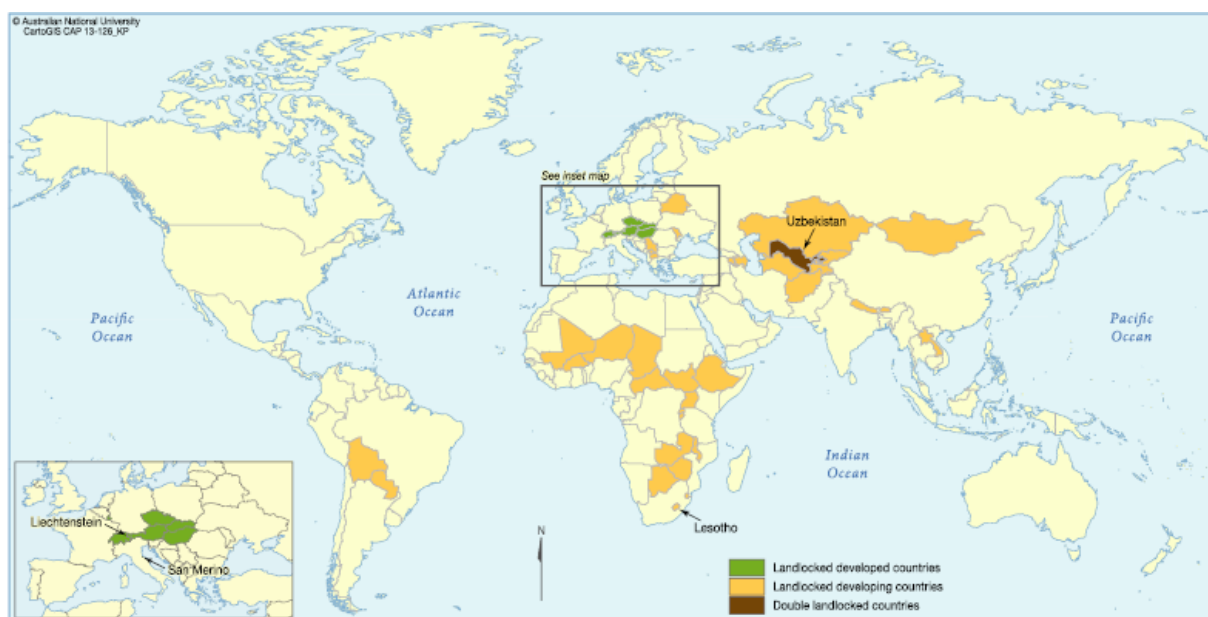 © Australian National University
CartoGIS CAP 13-126_KP
See inset map
Uzbekistan
Atlantic
Ocean
Pacific
Ocean
Pacific
Ocean
Indian
Ocean
Liechtenstein
San Merino
Lesotho
N
Landlocked developed countries
Landlocked developing countries
Double landlocked countries